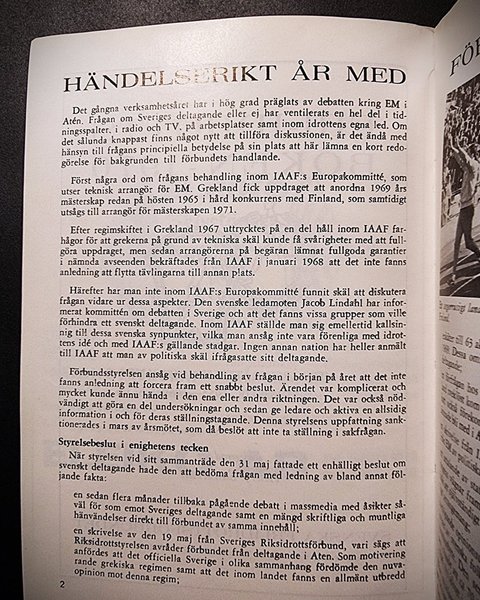 HÄNDELSERIKT ÅR MED
Det gångna verksamhetsåret har i hög grad präglats av debatten kring EM i
Atén. Frågan om Sveriges deltagande eller ej har ventilerats en hel del i tid-
ningsspalter, i radio och TV, på arbetsplatser samt inom idrottens egna led. Om
det sålunda knappast finns något nytt att tillföra diskussionen, är det ändå med
hänsyn till frågans principiella betydelse på sin plats att här lämna en kort redo-
görelse för bakgrunden till förbundets handlande.
Först några ord om frågans behandling inom IAAF:s Europakommitté, som
utser teknisk arrangör för EM. Grekland fick uppdraget att anordna 1969 års
mästerskap redan på hösten 1965 i hård konkurrens med Finland, som samtidigt
utsågs till arrangör för mästerskapen 1971.
Efter regimskiftet i Grekland 1967 uttrycktes på en del håll inom IAAF far-
hågor för att grekerna på grund av tekniska skäl kunde få svårigheter med att full-
göra uppdraget, men sedan arrangörerna på begäran lämnat fullgoda garantier
i nämnda avseenden bekräftades från IAAF i januari 1968 att det inte fanns
anledning att flytta tävlingarna till annan plats.
Härefter har man inte inom IAAF:s Europakommitté funnit skäl att diskutera
frågan vidare ur dessa aspekter. Den svenske ledamoten Jacob Lindahl har infor-
merat kommittén om debatten i Sverige och att det fanns vissa grupper som ville
förhindra ett svenskt deltagande. Inom IAAF ställde man sig emellertid kallsin-
nig till dessa svenska synpunkter, vilka man ansåg inte vara förenliga med idrot-
tens idé och med IAAF:s gällande stadgar. Ingen annan nation har heller anmält
till IAAF att man av politiska skäl ifrågasatte sitt deltagande.
Förbundsstyrelsen ansåg vid behandling av frågan i början på året att det inte
fanns anledning att forcera fram ett snabbt beslut. Ärendet var komplicerat och
mycket kunde ännu hända i den ena eller andra riktningen. Det var också nöd-
vändigt att göra en del undersökningar och sedan ge ledare och aktiva en allsidig
information i och för deras ställningstagande. Denna styrelsens uppfattning sank-
tionerades i mars av årsmötet, som då beslöt att inte ta ställning i sakfrågan.
Styrelsebeslut i enighetens tecken
När styrelsen vid sitt sammanträde den 31 maj fattade ett enhälligt beslut om
svenskt deltagande hade den att bedöma frågan med ledning av bland annat föl-
jande fakta:
en sedan flera månader tillbaka pågående debatt i massmedia med åsikter så-
väl för som emot Sveriges deltagande samt en mängd skriftliga och muntliga
hänvändelser direkt till förbundet av samma innehåll;
en skrivelse av den 19 maj från Sveriges Riksidrottsförbund, vari sägs att
Riksidrottsstyrelsen avråder förbundet från deltagande i Aten. Som motivering
anfördes att det officiella Sverige i olika sammanhang fördömde den nuva-
rande grekiska regimen samt att det inom landet fanns en allmänt utbredd
opinion mot denna regim;
2
FÖR